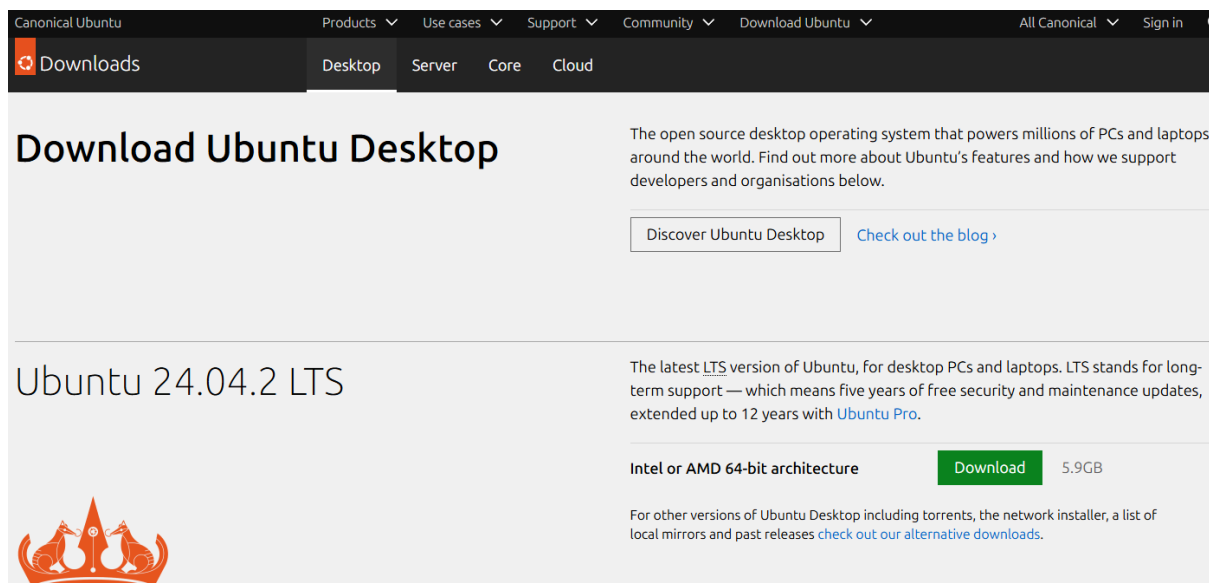 Canonical Ubuntu
Products
Use cases
Support
Community
Download Ubuntu
All Canonical
Sign in
Downloads
Desktop
Server
Core
Cloud
Download Ubuntu Desktop
The open source desktop operating system that powers millions of PCs and laptops
around the world. Find out more about Ubuntu's features and how we support
developers and organisations below.
Discover Ubuntu Desktop
Check out the blog ›
Ubuntu 24.04.2 LTS
The latest LTS version of Ubuntu, for desktop PCs and laptops. LTS stands for long-
term support — which means five years of free security and maintenance updates,
extended up to 12 years with Ubuntu Pro.
Intel or AMD 64-bit architecture
Download
5.9GB
For other versions of Ubuntu Desktop including torrents, the network installer, a list of
local mirrors and past releases check out our alternative downloads.